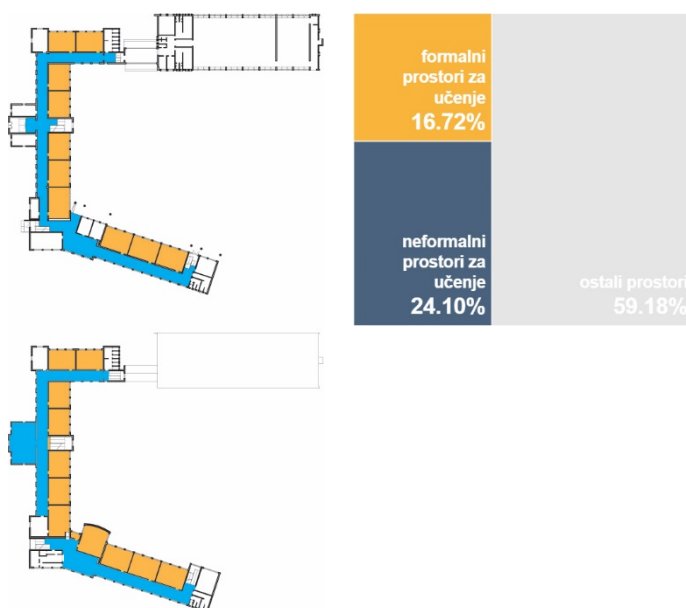 formalni
prostori za
učenje
16.72%
neformalni
prostori za
učenje
24.10%
ostali prostori
59.18%